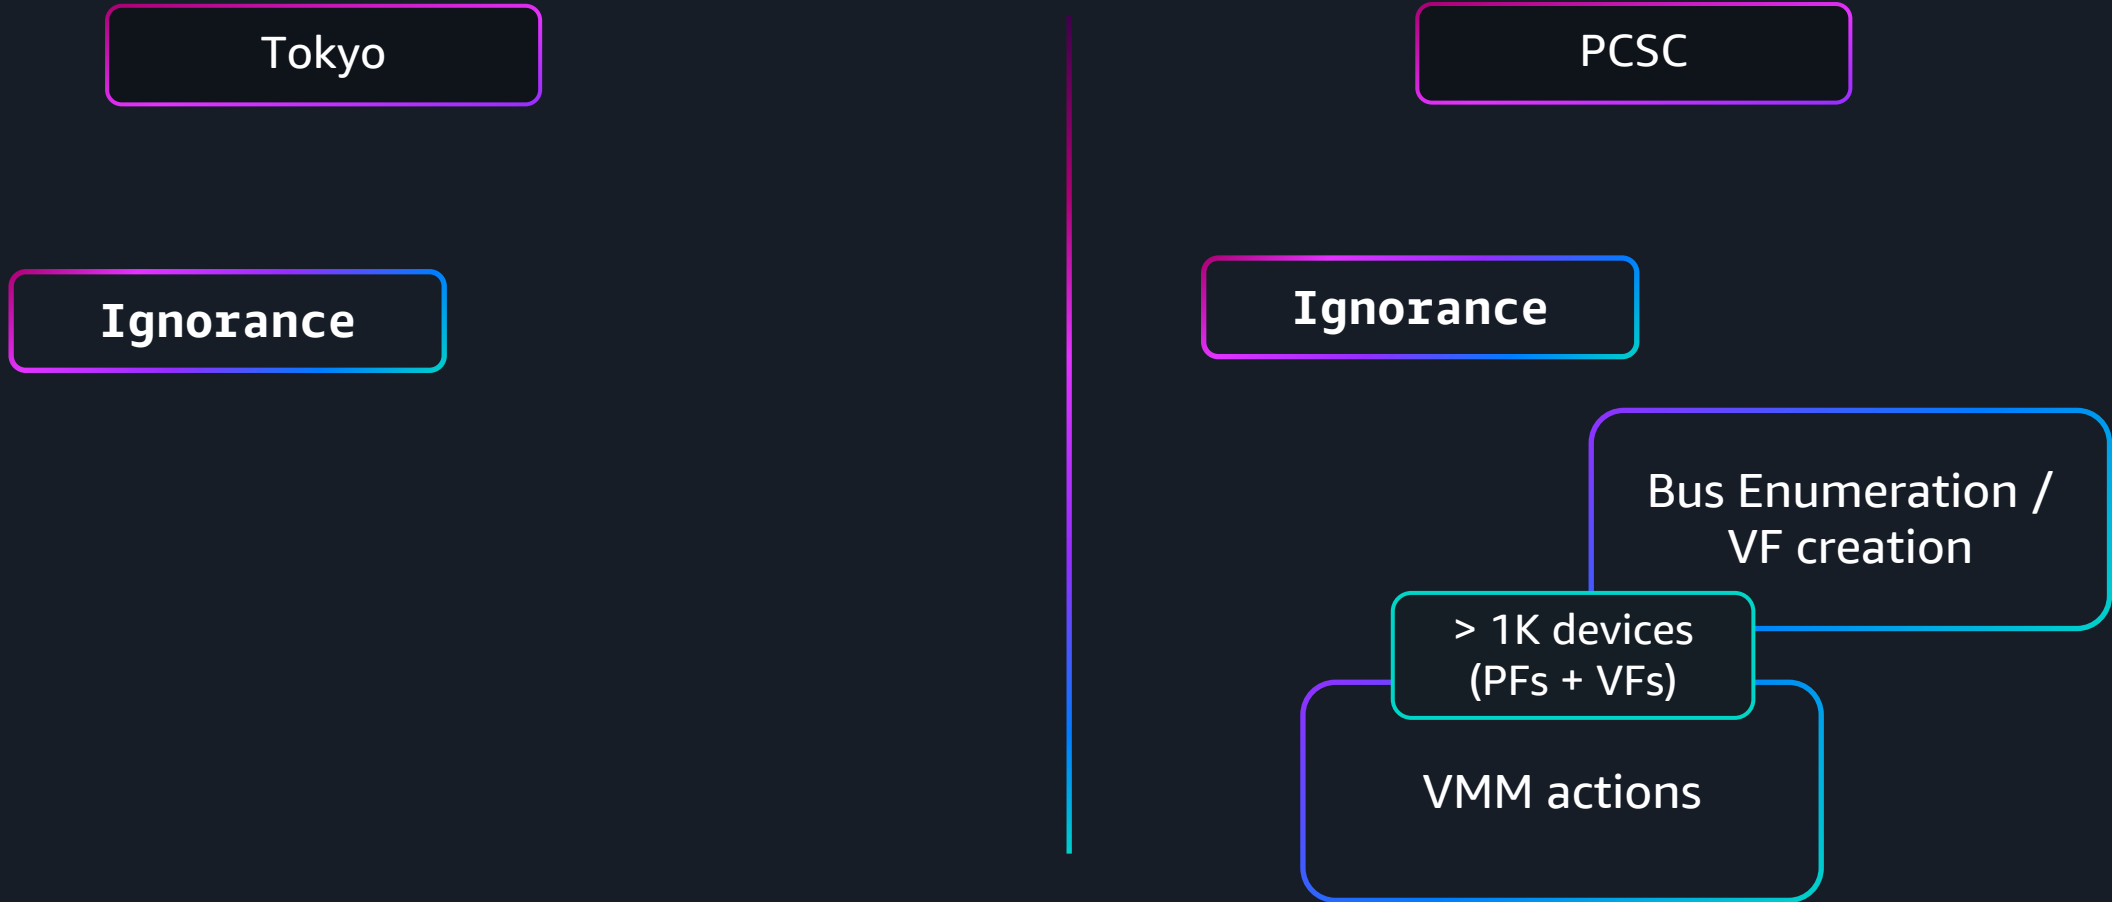 Tokyo
PCSC
Ignorance
Ignorance
Bus Enumeration /
VF creation
> 1K devices
(PFs + VFs)
VMM actions